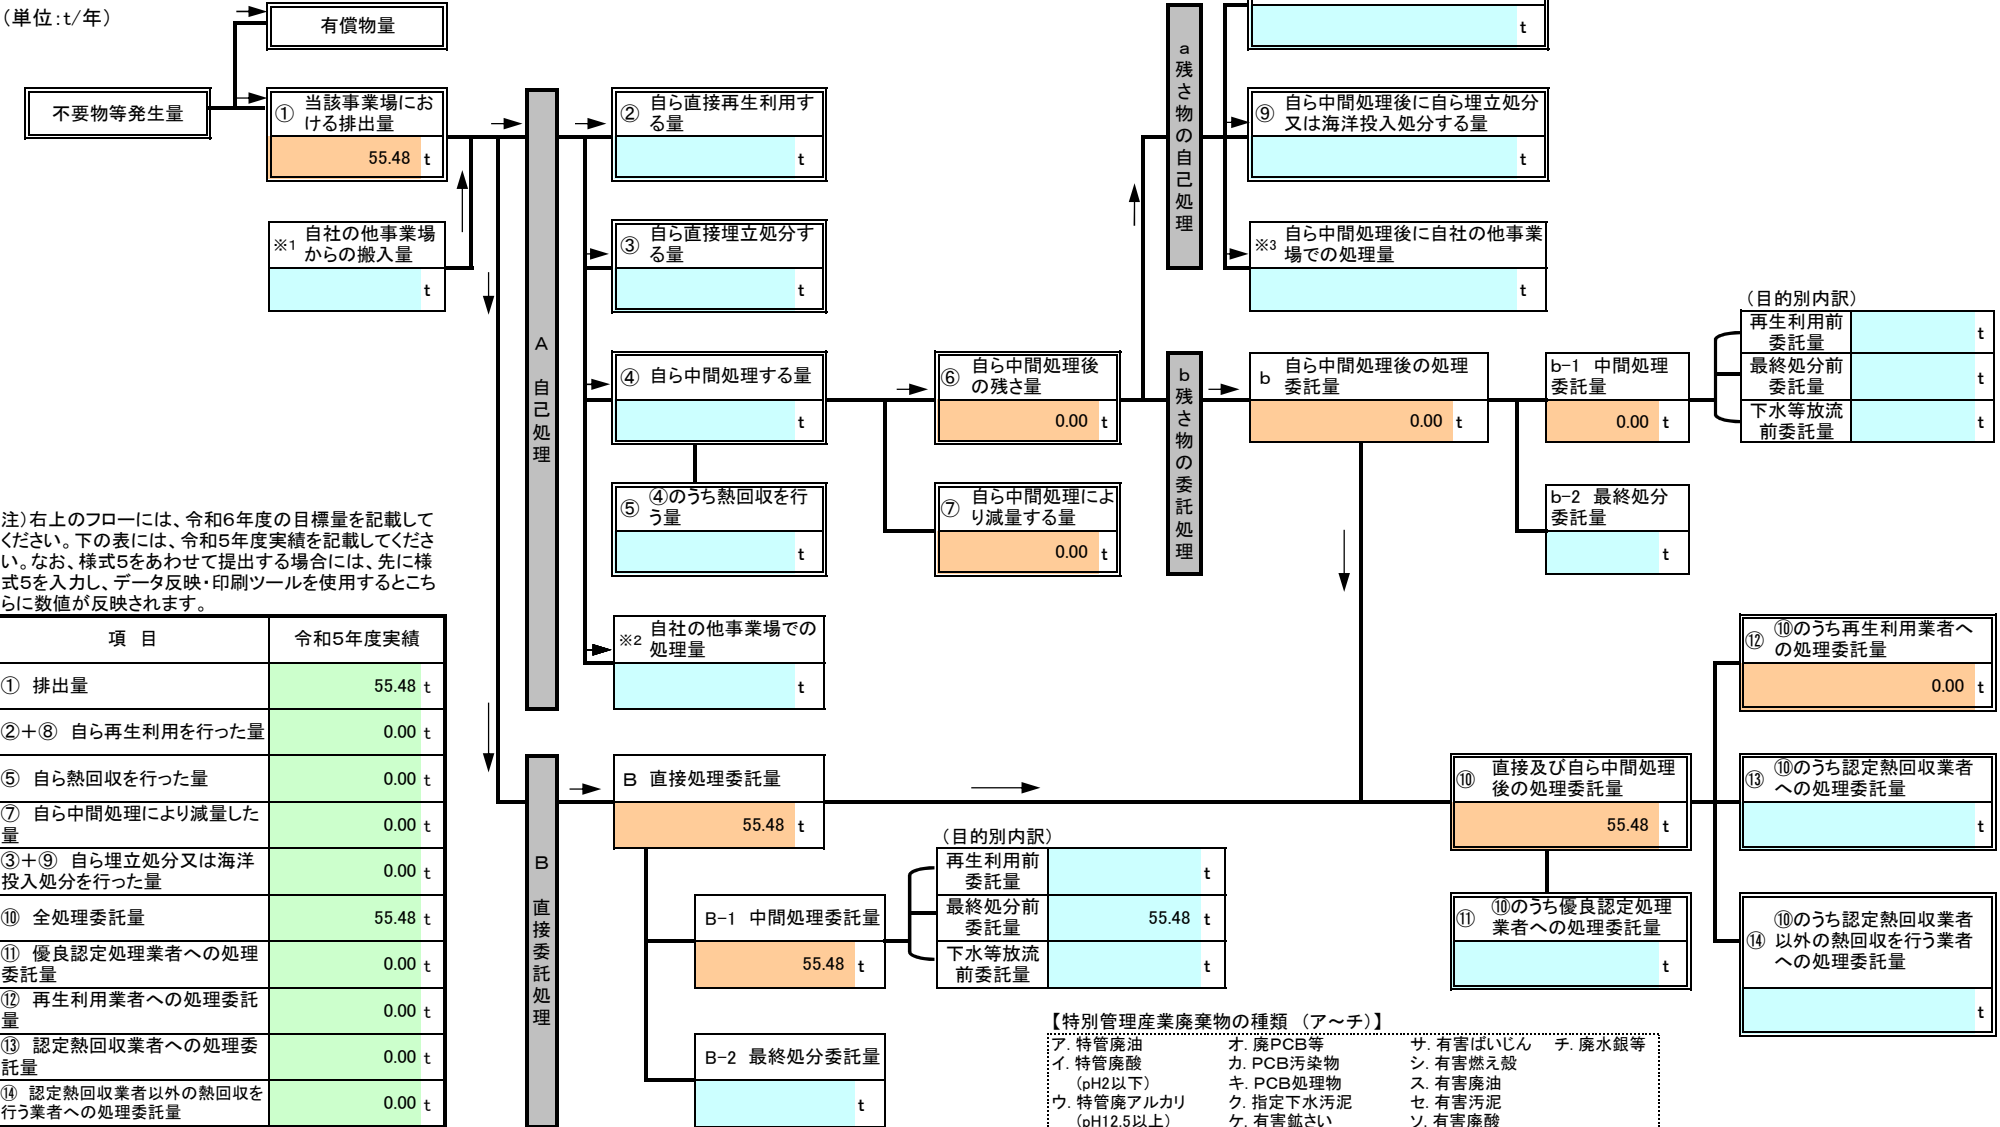 （単位：t/年）
有償物量
不要物等発生量
① 当該事業場にお
ける排出量
55.48 t
※1 自社の他事業場
からの搬入量
t
A 自己処理
② 自ら直接再生利用す
る量
t
③ 自ら直接埋立処分す
る量
t
④ 自ら中間処理する量
t
⑤ ④のうち熱回収を行
う量
t
※2 自社の他事業場での
処理量
t
⑥ 自ら中間処理後
の残さ量
0.00 t
⑦ 自ら中間処理によ
り減量する量
0.00 t
a 残さ物の自己処理
t
⑨ 自ら中間処理後に自ら埋立処分
又は海洋投入処分する量
t
※3 自ら中間処理後に自社の他事業
場での処理量
t
b 残さ物の委託処理
b 自ら中間処理後の処理
委託量
0.00 t
b-1 中間処理
委託量
0.00 t
（目的別内訳）
再生利用前
委託量
t
最終処分前
委託量
t
下水等放流
前委託量
t
b-2 最終処分
委託量
t
注）右上のフローには、令和６年度の目標量を記載して
ください。下の表には、令和５年度実績を記載してくださ
い。なお、様式５をあわせて提出する場合には、先に様
式５を入力し、データ反映・印刷ツールを使用するとこち
らに数値が反映されます。
項 目 令和５年度実績
① 排出量 55.48 t
②＋⑧ 自ら再生利用を行った量 0.00 t
⑤ 自ら熱回収を行った量 0.00 t
⑦ 自ら中間処理により減量した
量 0.00 t
③＋⑨ 自ら埋立処分又は海洋
投入処分を行った量 0.00 t
⑩ 全処理委託量 55.48 t
⑪ 優良認定処理業者への処理
委託量 0.00 t
⑫ 再生利用業者への処理委託
量 0.00 t
⑬ 認定熱回収業者への処理委
託量 0.00 t
⑭ 認定熱回収業者以外の熱回収を
行う業者への処理委託量 0.00 t
B 直接委託処理
B 直接処理委託量
55.48 t
B-1 中間処理委託量
55.48 t
（目的別内訳）
再生利用前
委託量
t
最終処分前
委託量
55.48 t
下水等放流
前委託量
t
B-2 最終処分委託量
t
⑩ 直接及び自ら中間処理
後の処理委託量
55.48 t
⑪ ⑩のうち優良認定処理
業者への処理委託量
t
⑫ ⑩のうち再生利用業者へ
の処理委託量
0.00 t
⑬ ⑩のうち認定熱回収業者
への処理委託量
t
⑭ ⑩のうち認定熱回収業者
以外の熱回収を行う業者
への処理委託量
t
【特別管理産業廃棄物の種類 （ア～チ）】
ア. 特管廃油 オ. 廃PCB等 サ. 有害ばいじん チ. 廃水銀等
イ. 特管廃酸 カ. PCB汚染物 シ. 有害燃え殻
（pH2以下） キ. PCB処理物 ス. 有害廃油
ウ. 特管廃アルカリ ク. 指定下水汚泥 セ. 有害汚泥
（pH12.5以上） ケ. 有害鉱さい ソ. 有害廃酸